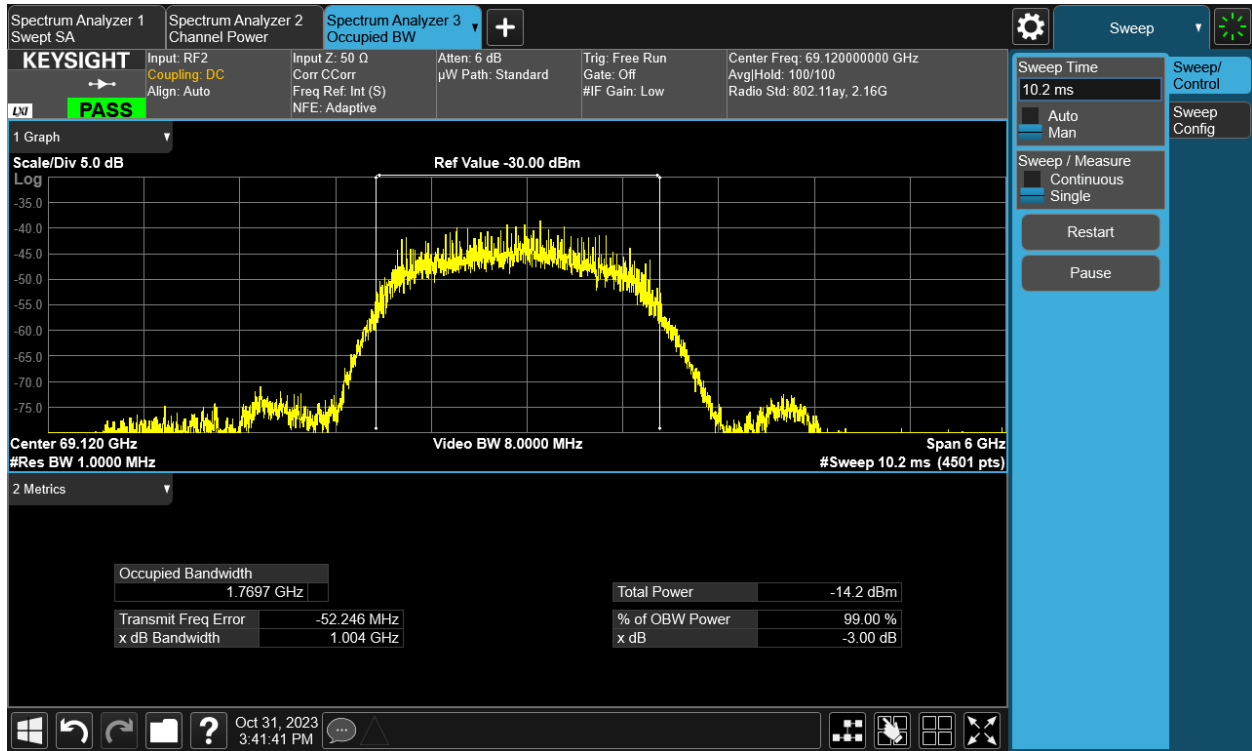 Spectrum Analyzer 1
Swept SA
Spectrum Analyzer 2
Channel Power
Spectrum Analyzer 3
Occupied BW
Sweep
KEYSIGHT
LXI
PASS
Input: RF2
Coupling: DC
Align: Auto
Input Z: 50 Ω
Corr CCorr
Freq Ref: Int (S)
NFE: Adaptive
Atten: 6 dB
µW Path: Standard
Trig: Free Run
Gate: Off
#IF Gain: Low
Center Freq: 69.120000000 GHz
Avg|Hold: 100/100
Radio Std: 802.11ay, 2.16G
Sweep Time
10.2 ms
Auto
Man
Sweep / Measure
Continuous
Single
Restart
Pause
Sweep/
Control
Sweep
Config
1 Graph
Scale/Div 5.0 dB
Ref Value -30.00 dBm
Log
-35.0
-40.0
-45.0
-50.0
-55.0
-60.0
-65.0
-70.0
-75.0
Center 69.120 GHz
Video BW 8.0000 MHz
Span 6 GHz
#Res BW 1.0000 MHz
#Sweep 10.2 ms (4501 pts)
2 Metrics
Occupied Bandwidth
1.7697 GHz
Total Power -14.2 dBm
Transmit Freq Error -52.246 MHz
% of OBW Power 99.00 %
x dB Bandwidth 1.004 GHz
x dB -3.00 dB
?
Oct 31, 2023
3:41:41 PM